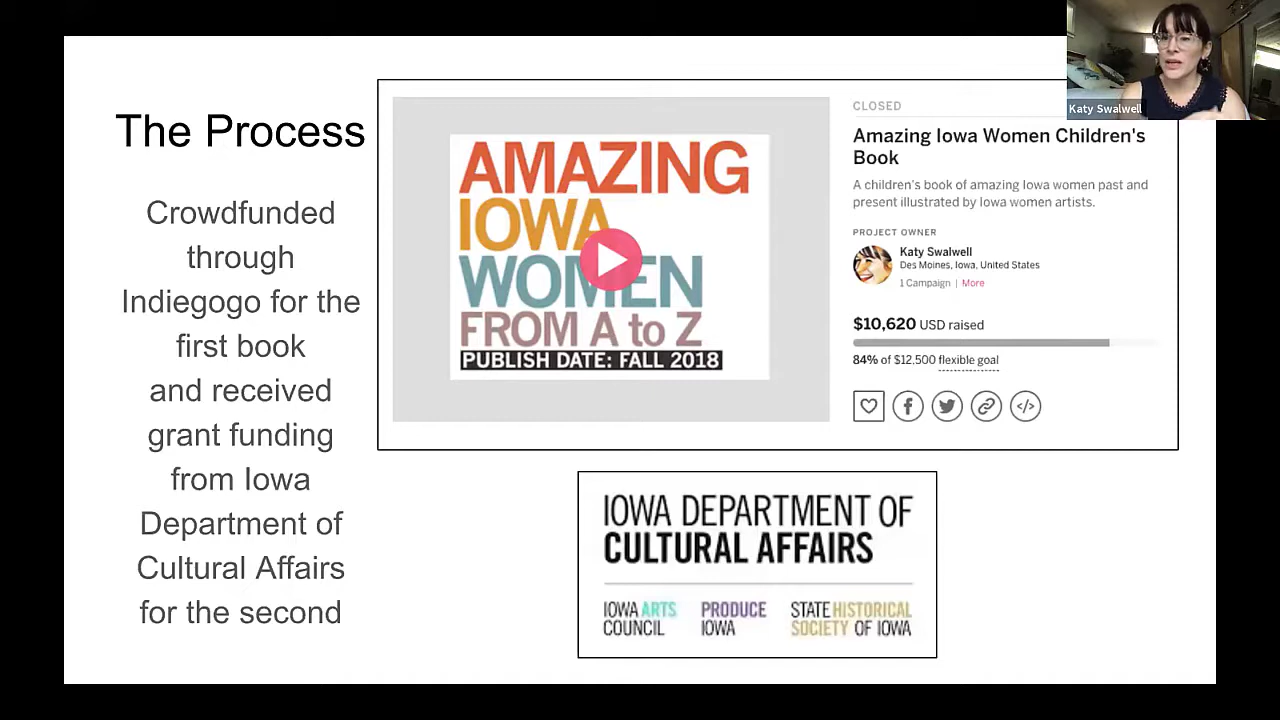 The Process
Crowdfunded
through
Indiegogo for the
first book
and received
grant funding
from Iowa
Department of
Cultural Affairs
for the second
AMAZING
IOWA
WOMEN
FROM A to Z
PUBLISH DATE: FALL 2018
CLOSED
Amazing Iowa Women Children's
Book
A children's book of amazing Iowa women past and
present illustrated by Iowa women artists.
PROJECT OWNER
Katy Swalwell
Des Moines, Iowa, United States
1 Campaign | More
$10,620 USD raised
84% of $12,500 flexible goal
IOWA DEPARTMENT OF
CULTURAL AFFAIRS
IOWA ARTS
COUNCIL
PRODUCE
IOWA
STATE HISTORICAL
SOCIETY OF IOWA
Katy Swalwell